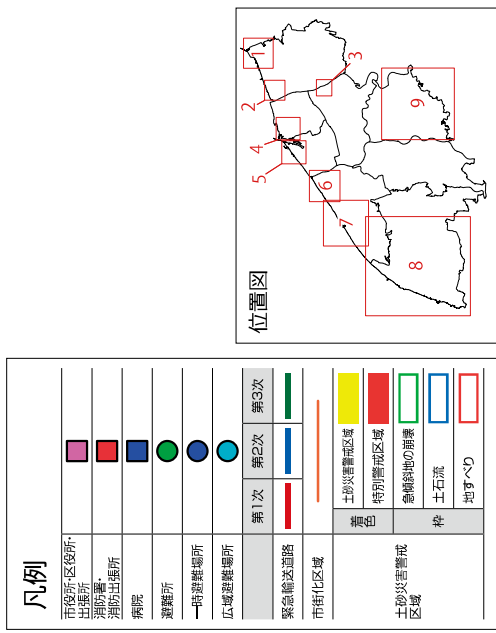 凡例
市役所・区役所・
出張所
消防署・
消防出張所
病院
避難所
一時避難場所
広域避難場所
第1次 第2次 第3次
緊急輸送道路
市街化区域
土砂災害警戒
区域
着色
土砂災害警戒区域
特別警戒区域
枠
急傾斜地の崩壊
土石流
地すべり
位置図
1
2
3
4
5
6
7
8
9